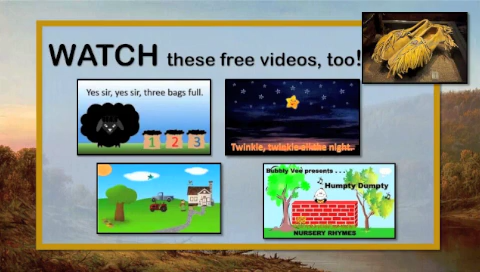 WATCH these free videos, too!
Yes sir, yes sir, three bags full.
1 2 3
Twinkle, twinkle all the night.
Bubbly Vee presents . . .
Humpty Dumpty
NURSERY RHYMES